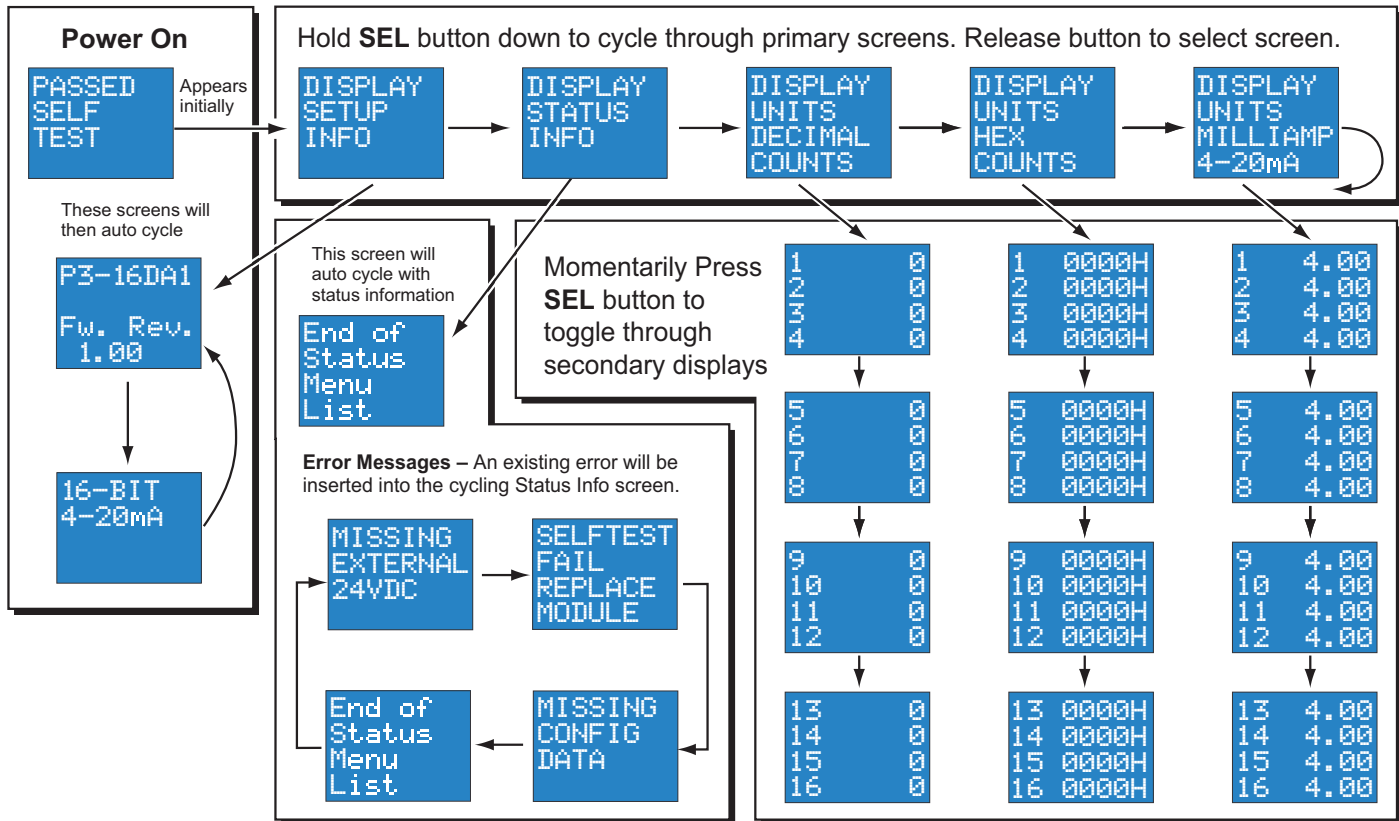 Power On
PASSED
SELF
TEST
Appears
initially
These screens will
then auto cycle
P3-16DA1
Fw. Rev.
1.00
16-BIT
4-20mA
Hold SEL button down to cycle through primary screens. Release button to select screen.
DISPLAY
SETUP
INFO
DISPLAY
STATUS
INFO
DISPLAY
UNITS
DECIMAL
COUNTS
DISPLAY
UNITS
HEX
COUNTS
DISPLAY
UNITS
MILLIAMP
4-20mA
This screen will
auto cycle with
status information
End of
Status
Menu
List
Error Messages – An existing error will be
inserted into the cycling Status Info screen.
MISSING
EXTERNAL
24VDC
SELFTEST
FAIL
REPLACE
MODULE
End of
Status
Menu
List
MISSING
CONFIG
DATA
Momentarily Press
SEL button to
toggle through
secondary displays
1 0
2 0
3 0
4 0
5 0
6 0
7 0
8 0
9 0
10 0
11 0
12 0
13 0
14 0
15 0
16 0
1 0000H
2 0000H
3 0000H
4 0000H
5 0000H
6 0000H
7 0000H
8 0000H
9 0000H
10 0000H
11 0000H
12 0000H
13 0000H
14 0000H
15 0000H
16 0000H
1 4.00
2 4.00
3 4.00
4 4.00
5 4.00
6 4.00
7 4.00
8 4.00
9 4.00
10 4.00
11 4.00
12 4.00
13 4.00
14 4.00
15 4.00
16 4.00